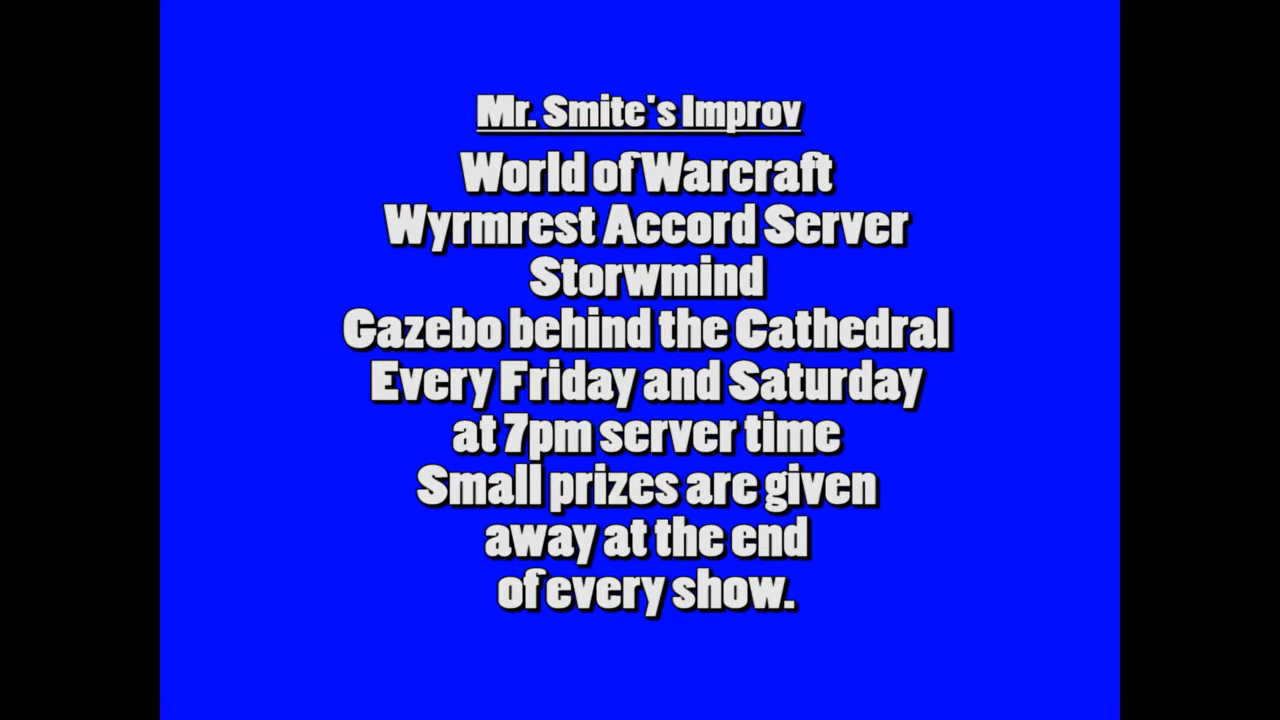 Mr. Smite's Improv
World of Warcraft
Wyrmrest Accord Server
Storwmind
Gazebo behind the Cathedral
Every Friday and Saturday
at 7pm server time
Small prizes are given
away at the end
of every show.